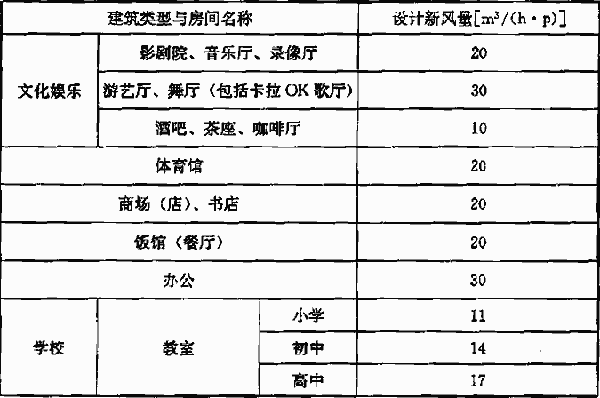 建筑类型与房间名称 设计新风量[m³/(h·p)]
文化娱乐 影剧院、音乐厅、录像厅 20
游艺厅、舞厅（包括卡拉OK歌厅） 30
酒吧、茶座、咖啡厅 10
体育馆 20
商场（店）、书店 20
饭馆（餐厅） 20
办公 30
学校 教室 小学 11
初中 14
高中 17